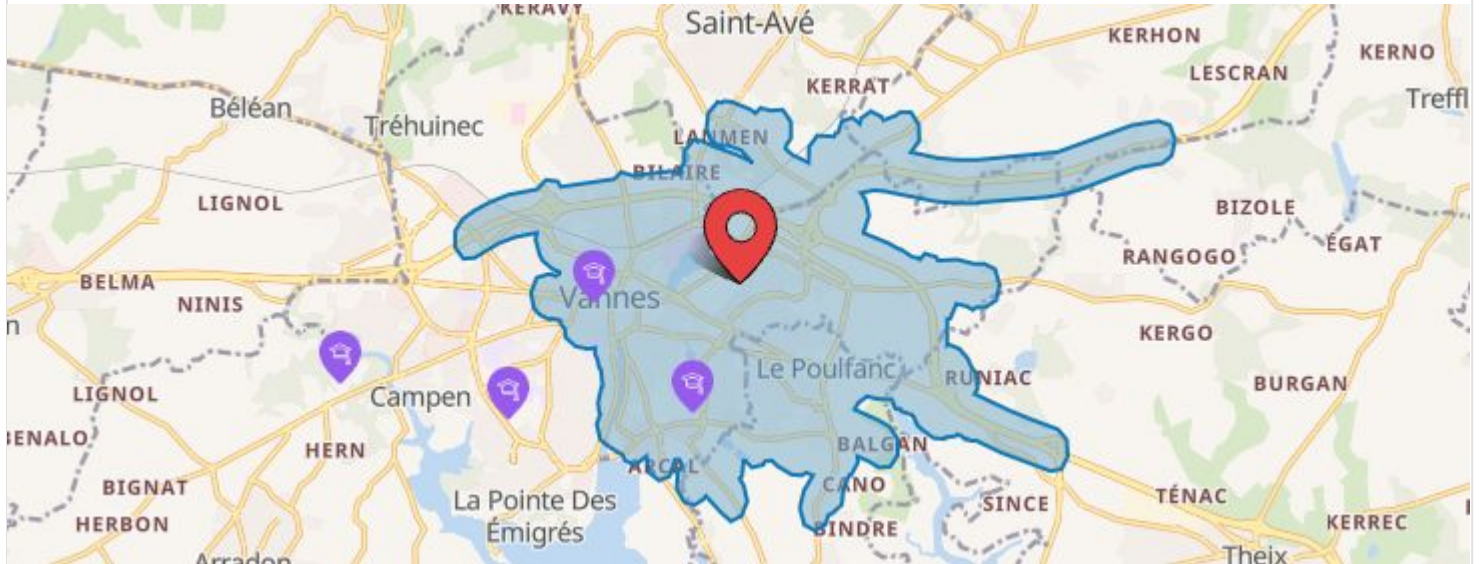 KERAVY
Saint-Avé
KERHON
KERNO
LESCRAN
KERRAT
Treffl
Béléan
Tréhuinec
LANMEN
BILAIRE
LIGNOL
BIZOLE
ÉGAT
RANGOGO
BELMA
NINIS
Vannes
n
KERGO
Le Poulfanc
RUNIAC
BURGAN
LIGNOL
Campen
BENALO
HERN
BALGAN
ARCAL
CANO
BIGNAT
La Pointe Des
Émigrés
SINCE
TÉNAC
HERBON
BINDRE
KERREC
Arradon
Theix